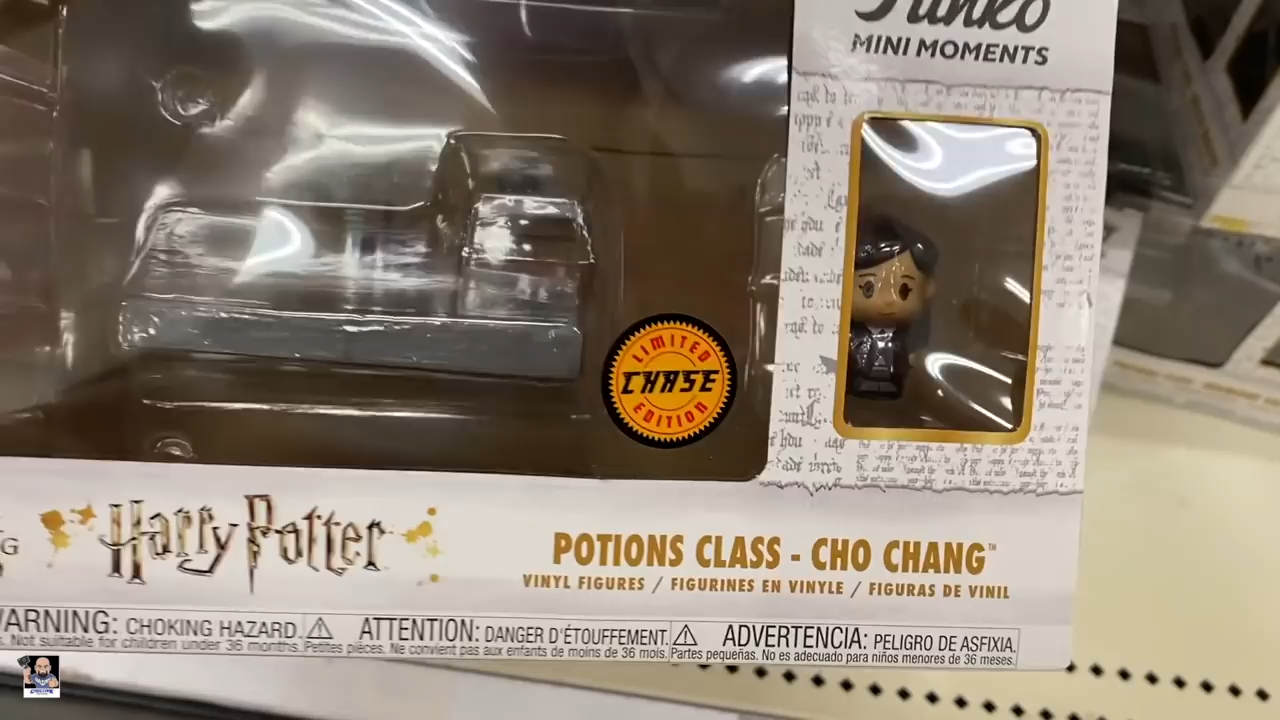 Funko
MINI MOMENTS
LIMITED
CHASE
EDITION
G
Harry Potter
POTIONS CLASS - CHO CHANG™
VINYL FIGURES / FIGURINES EN VINYLE / FIGURAS DE VINIL
WARNING: CHOKING HAZARD.
s. Not suitable for children under 36 months.
ATTENTION: DANGER D'ÉTOUFFEMENT.
Petites pièces. Ne convient pas aux enfants de moins de 36 mois.
ADVERTENCIA: PELIGRO DE ASFIXIA.
Partes pequeñas. No es adecuado para niños menores de 36 meses.